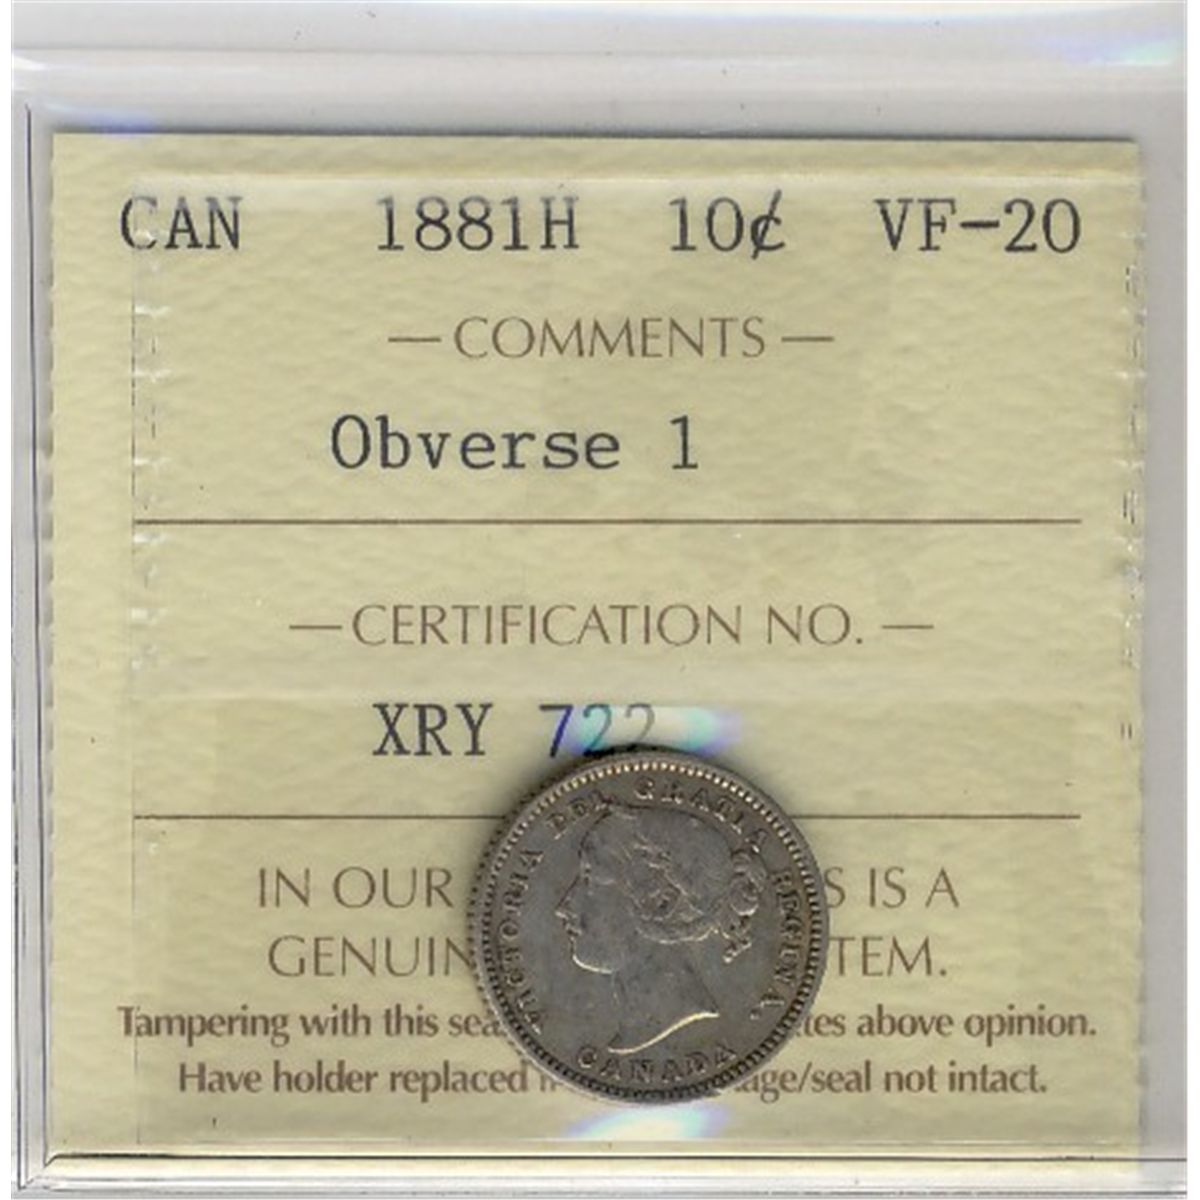 CAN 1881H 10¢ VF-20
— COMMENTS —
Obverse 1
— CERTIFICATION NO. —
XRY 722
VICTORIA DEI GRATIA REGINA.
CANADA
IN OUR S IS A
GENUIN TEM.
Tampering with this sea tes above opinion.
Have holder replaced age/seal not intact.